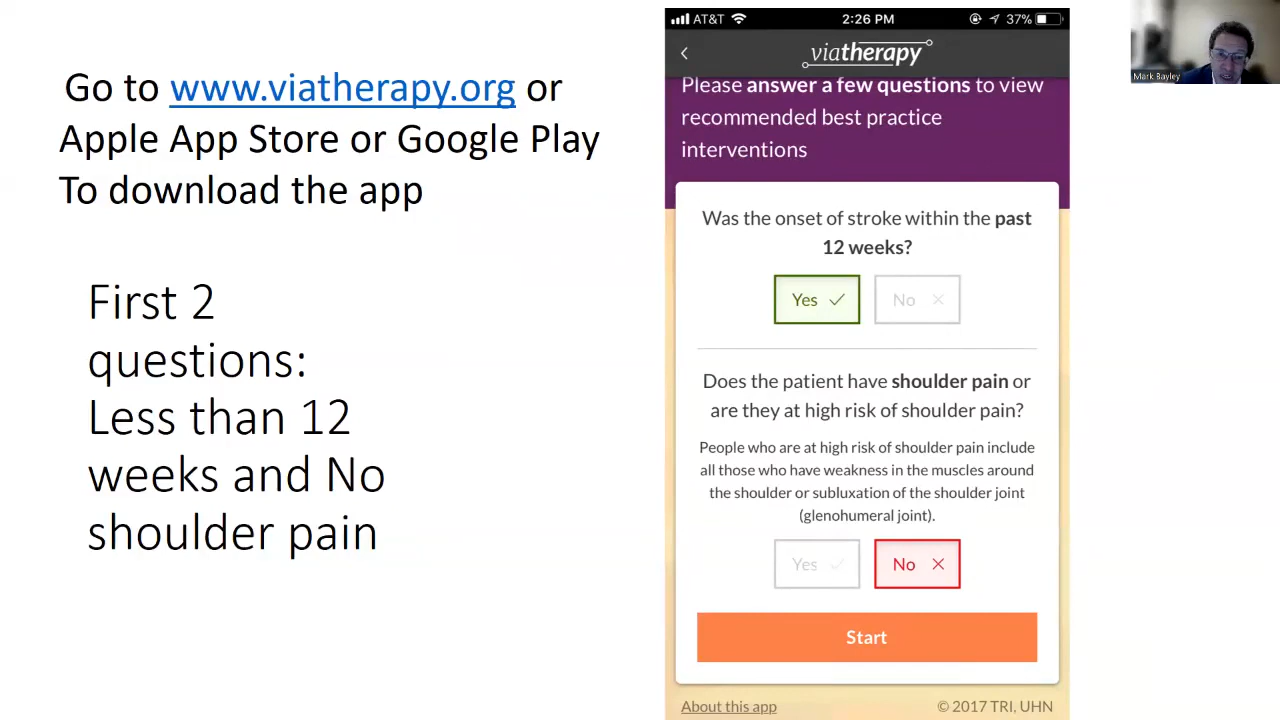 Go to www.viatherapy.org or
Apple App Store or Google Play
To download the app
First 2
questions:
Less than 12
weeks and No
shoulder pain
AT&T 2:26 PM 37%
viatherapy
Please answer a few questions to view
recommended best practice
interventions
Was the onset of stroke within the past
12 weeks?
Yes No
Does the patient have shoulder pain or
are they at high risk of shoulder pain?
People who are at high risk of shoulder pain include
all those who have weakness in the muscles around
the shoulder or subluxation of the shoulder joint
(glenohumeral joint).
Yes No
Start
About this app © 2017 TRI, UHN
Mark Bayley